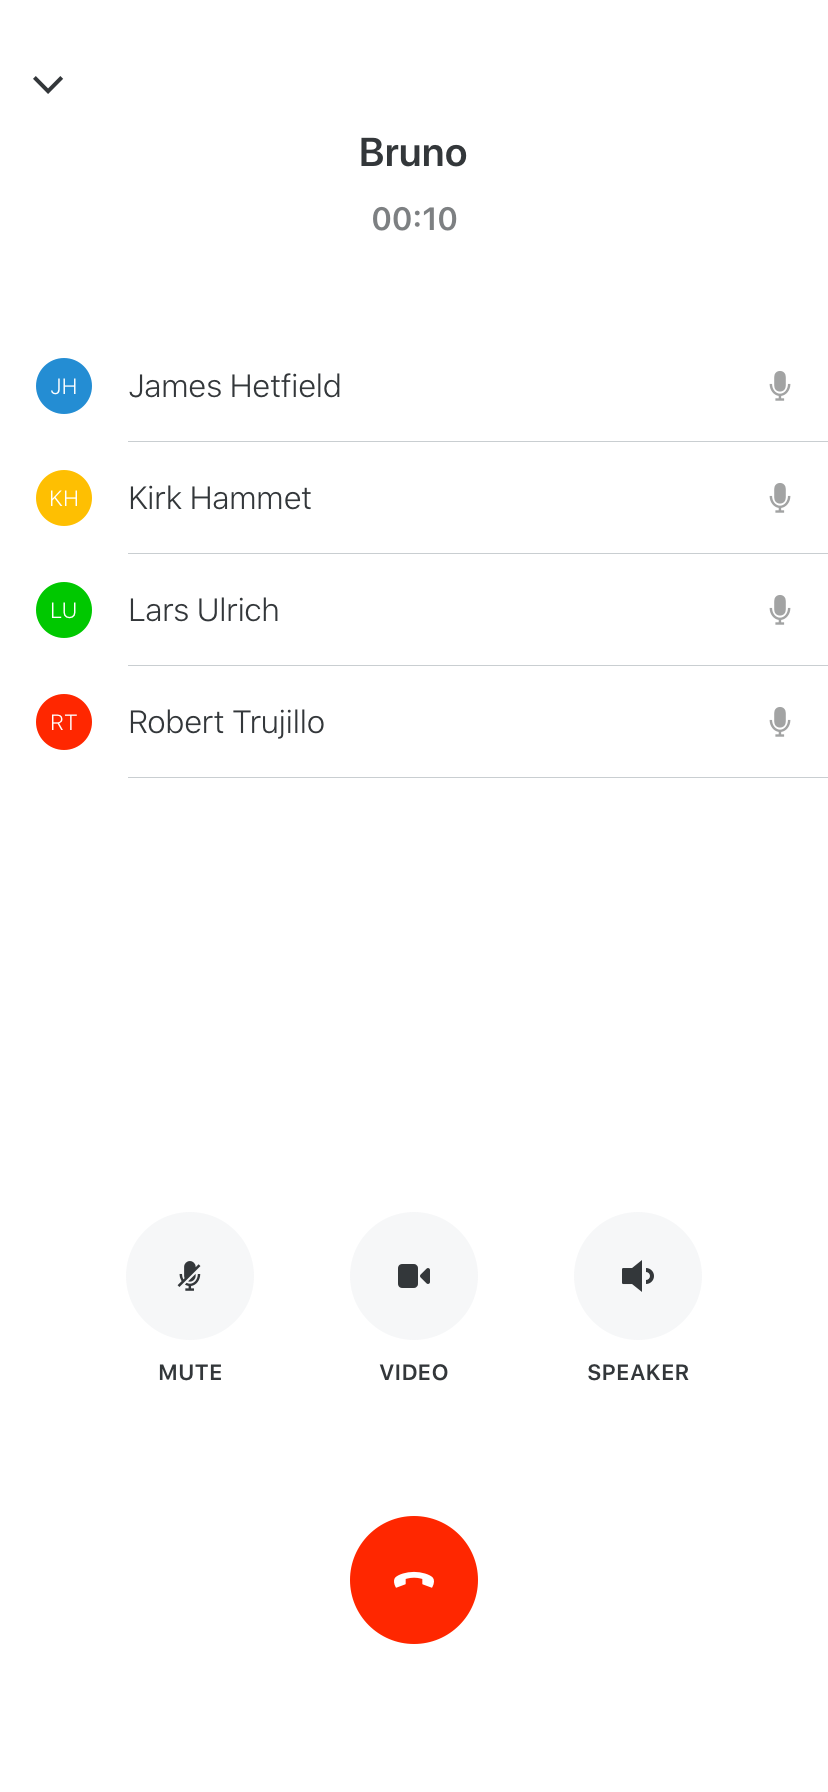 Bruno
00:10
JH James Hetfield
KH Kirk Hammet
LU Lars Ulrich
RT Robert Trujillo
MUTE VIDEO SPEAKER